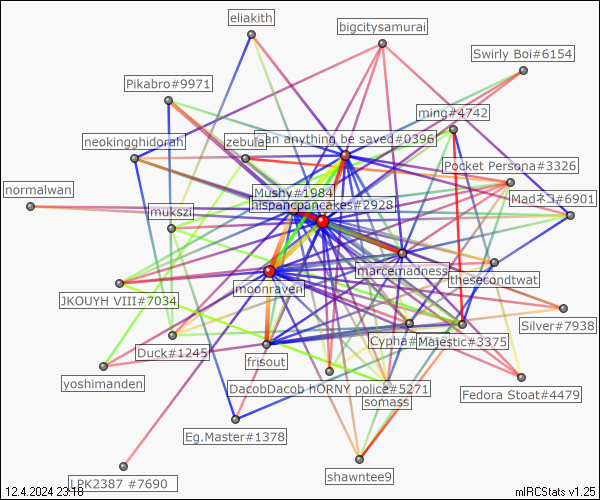 eliakith
bigcitysamurai
Swirly Boi#6154
Pikabro#9971
ming#4742
neokingghidorah
zebular
can anything be saved#0396
Pocket Persona#3326
normalwan
Mushy#1984
Madネコ#6901
mukszi
hispancpancakes#2928
marcemadness
thesecondtwat
moonraven
JKOUYH VIII#7034
Silver#7938
Cypha#
Majestic#3375
Duck#1245
frisout
yoshimanden
DacobDacob hORNY police#5271
Fedora Stoat#4479
somass
Eg.Master#1378
shawntee9
LPK2387 #7690
12.4.2024 23:18
mIRCStats v1.25